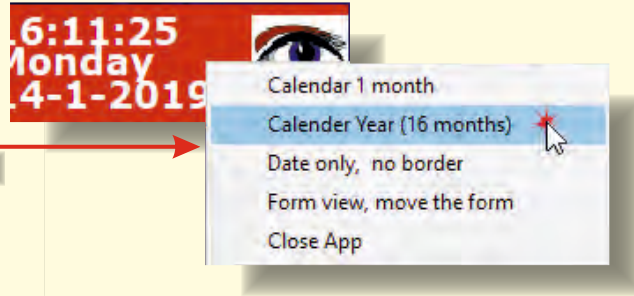 6:11:25
Monday
4-1-2019
Calendar 1 month
Calender Year (16 months)
Date only, no border
Form view, move the form
Close App